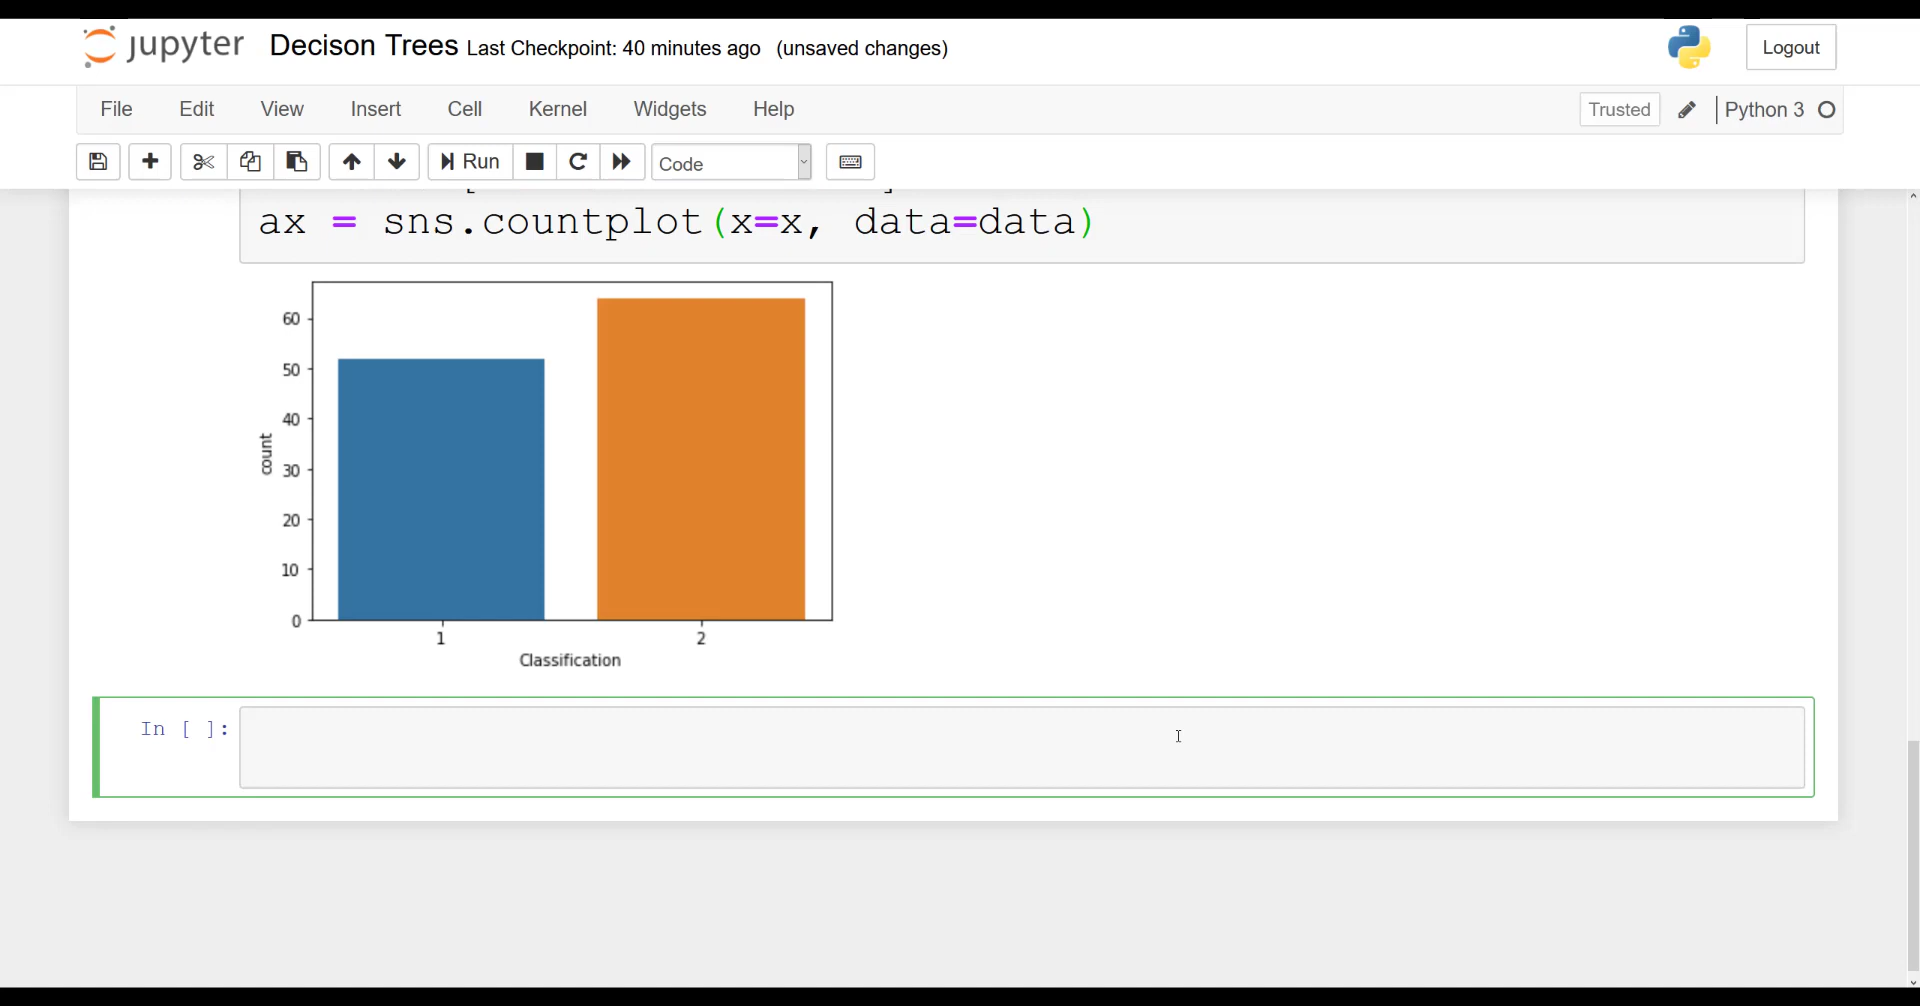 jupyter Decison Trees Last Checkpoint: 40 minutes ago (unsaved changes) Logout
File Edit View Insert Cell Kernel Widgets Help Trusted Python 3
Run Code
ax = sns.countplot(x=x, data=data)
60
50
40
30
20
10
0
count
1 2
Classification
In [ ]: